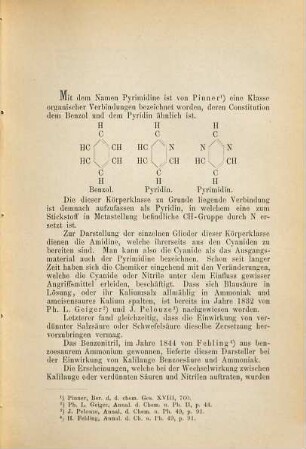 Mit dem Namen Pyrimidine ist von Pinner¹) eine Klasse
organischer Verbindungen bezeichnet worden, deren Constitution
dem Benzol und dem Pyridin ähnlich ist.
H H H
C C C
HC CH HC N HC N
HC CH HC CH HC CH
C C N
H H
Benzol. Pyridin. Pyrimidin.
Die dieser Körperklasse zu Grunde liegende Verbindung
ist demnach aufzufassen als Pyridin, in welchem eine zum
Stickstoff in Metastellung befindliche CH-Gruppe durch N er-
setzt ist.
Zur Darstellung der einzelnen Glieder dieser Körperklasse
dienen die Amidine, welche ihrerseits aus den Cyaniden zu
bereiten sind. Man kann also die Cyanide als das Ausgangs-
material auch der Pyrimidine bezeichnen. Schon seit langer
Zeit haben sich die Chemiker eingehend mit den Veränderungen,
welche die Cyanide oder Nitrile unter dem Einfluss gewisser
Angriffsmittel erleiden, beschäftigt. Dass sich Blausäure in
Lösung, oder im Kaliumsalz allmählig in Ammoniak und
ameisensaures Kalium spalten, ist bereits im Jahre 1832 von
Ph. L. Geiger²) und J. Pelouze³) nachgewiesen worden.
Letzterer fand gleichzeitig, dass die Einwirkung von ver-
dünnter Salzsäure oder Schwefelsäure dieselbe Zersetzung her-
vorzubringen vermag.
Das Benzonitril, im Jahre 1844 von Fehling⁴) aus ben-
zoesaurem Ammonium gewonnen, lieferte diesem Darsteller bei
der Einwirkung von Kalilauge Benzoesäure und Ammoniak.
Die Erscheinungen, welche bei der Wechselwirkung zwischen
Kalilauge oder verdünnten Säuren und Nitrilen auftraten, wurden
¹) Pinner, Ber. d. d. chem. Ges. XVIII, 760.
²) Ph. L. Geiger, Annal. d. Chem. u. Ph. II, p. 44.
³) J. Pelouze, Annal. d. Chem. u. Ph. 49, p. 91.
⁴) H. Fehling, Annal. d. Ch. u. Ph. 49, p. 91.